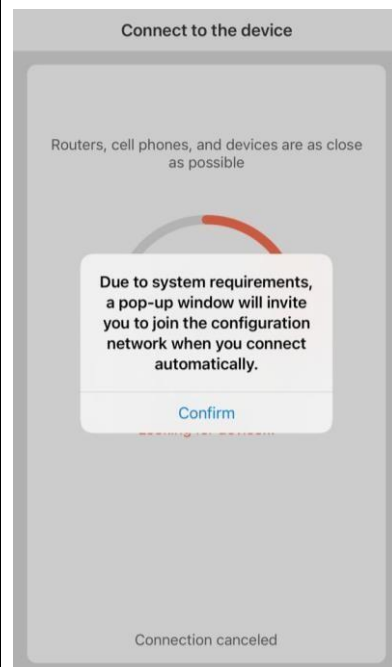 Connect to the device
Routers, cell phones, and devices are as close
as possible
Due to system requirements,
a pop-up window will invite
you to join the configuration
network when you connect
automatically.
Confirm
Connection canceled